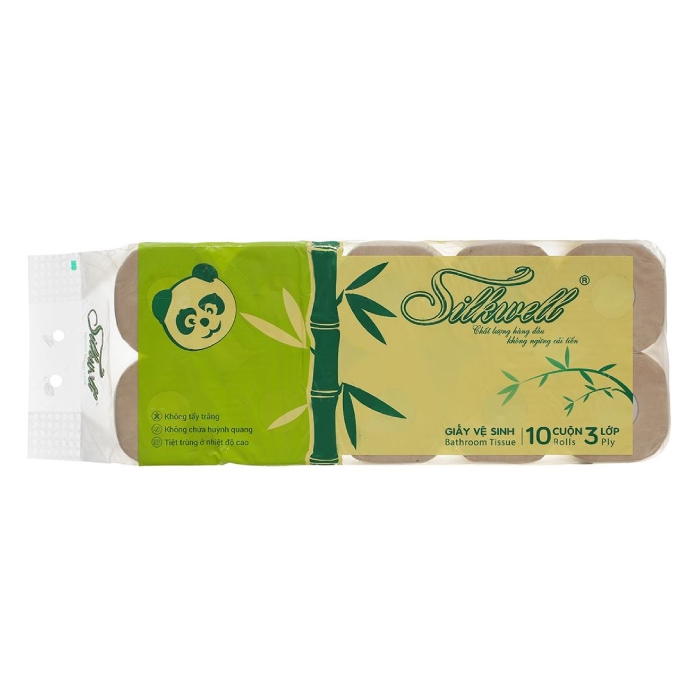 Silkwell
Silkwell®
Chất lượng hàng đầu
không ngừng cải tiến
Không tẩy trắng
Không chứa huỳnh quang
Tiệt trùng ở nhiệt độ cao
GIẤY VỆ SINH
Bathroom Tissue
10 CUỘN
Rolls
3 LỚP
Ply